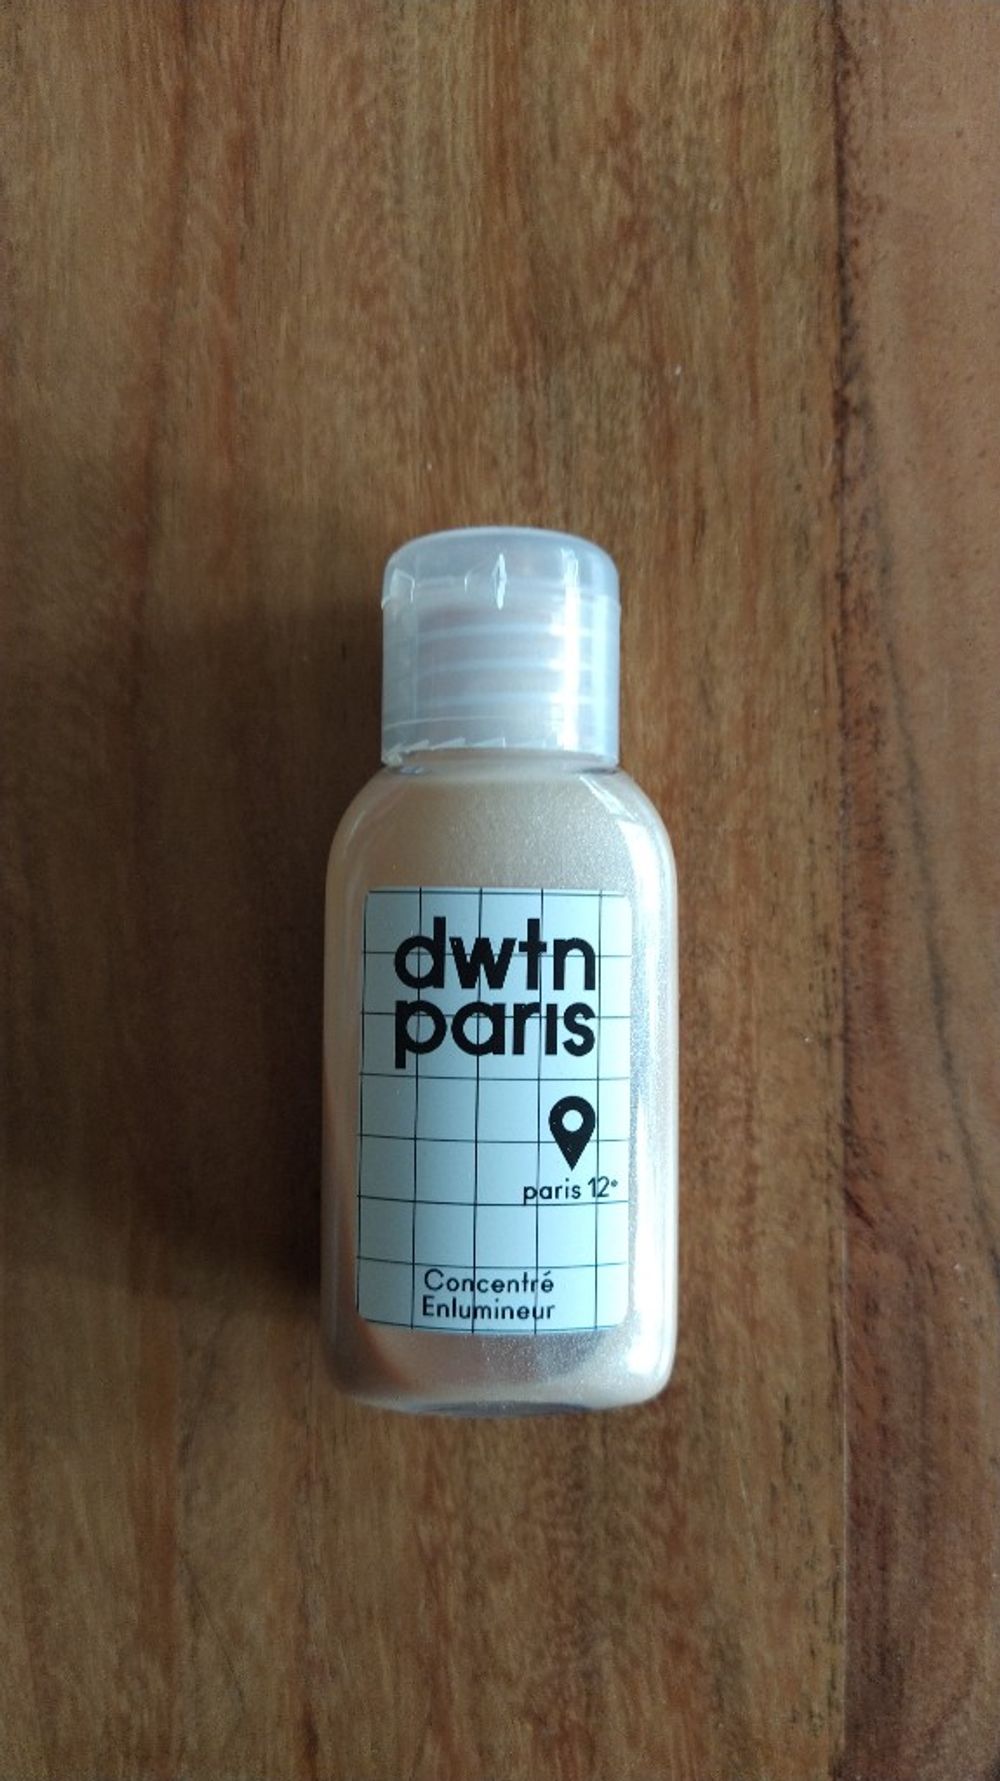 dwtn
paris
paris 12e
Concentré
Enlumineur